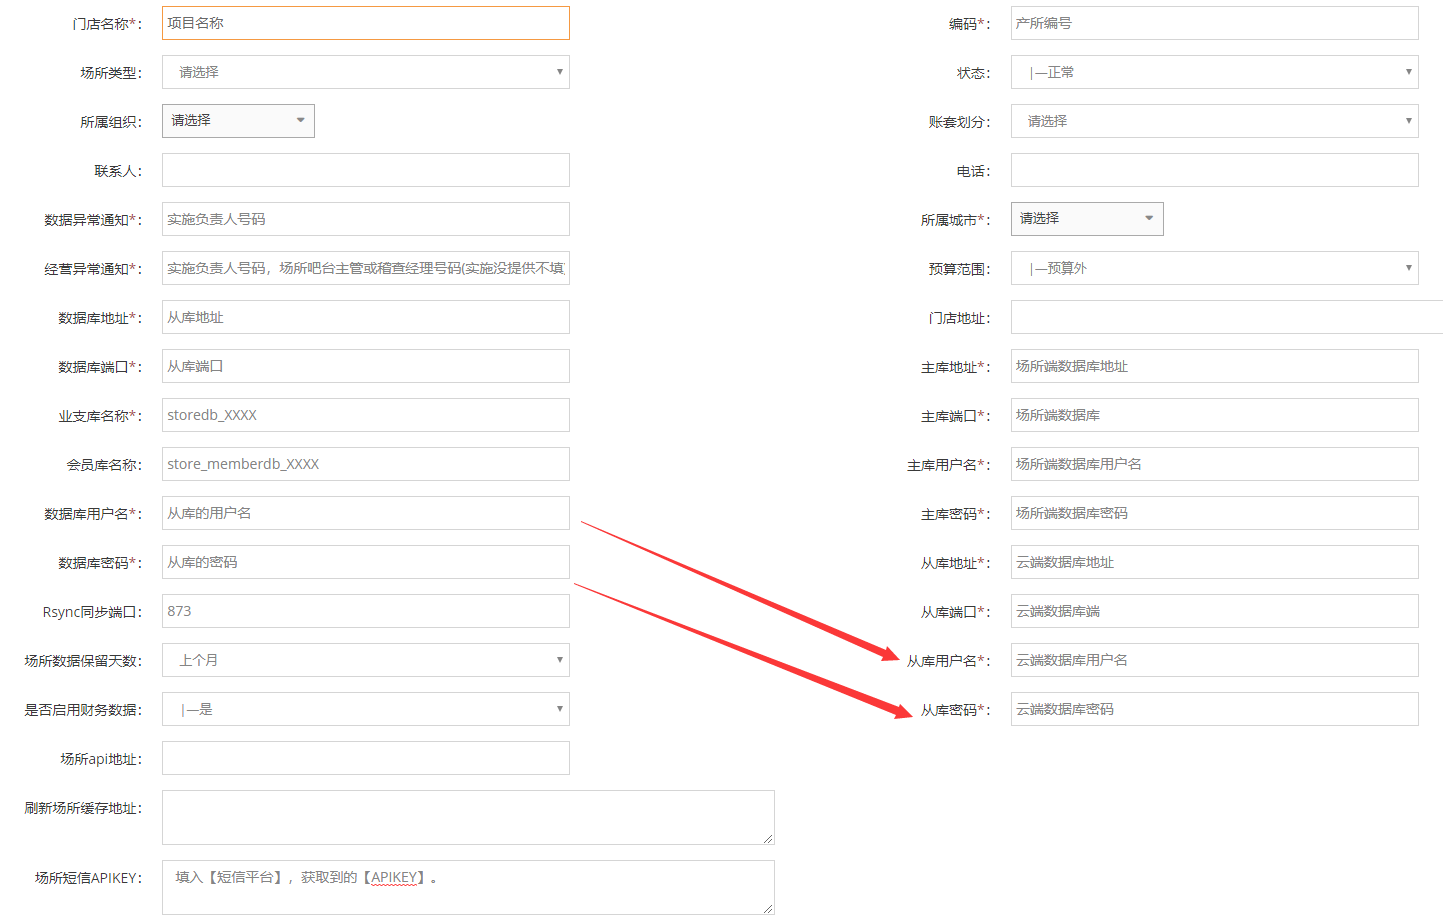 门店名称*： 项目名称 编码*： 产所编号
场所类型： 请选择 状态： |—正常
所属组织： 请选择 账套划分： 请选择
联系人： 电话：
数据异常通知*： 实施负责人号码 所属城市*： 请选择
经营异常通知*： 实施负责人号码，场所吧台主管或稽查经理号码(实施没提供不填) 预算范围： |—预算外
数据库地址*： 从库地址 门店地址：
数据库端口*： 从库端口 主库地址*： 场所端数据库地址
业支库名称*： storedb_XXXX 主库端口*： 场所端数据库
会员库名称： store_memberdb_XXXX 主库用户名*： 场所端数据库用户名
数据库用户名*： 从库的用户名 主库密码*： 场所端数据库密码
数据库密码*： 从库的密码 从库地址*： 云端数据库地址
Rsync同步端口： 873 从库端口*： 云端数据库端
场所数据保留天数： 上个月 从库用户名*： 云端数据库用户名
是否启用财务数据： |—是 从库密码*： 云端数据库密码
场所api地址：
刷新场所缓存地址：
场所短信APIKEY： 填入【短信平台】，获取到的【APIKEY】。